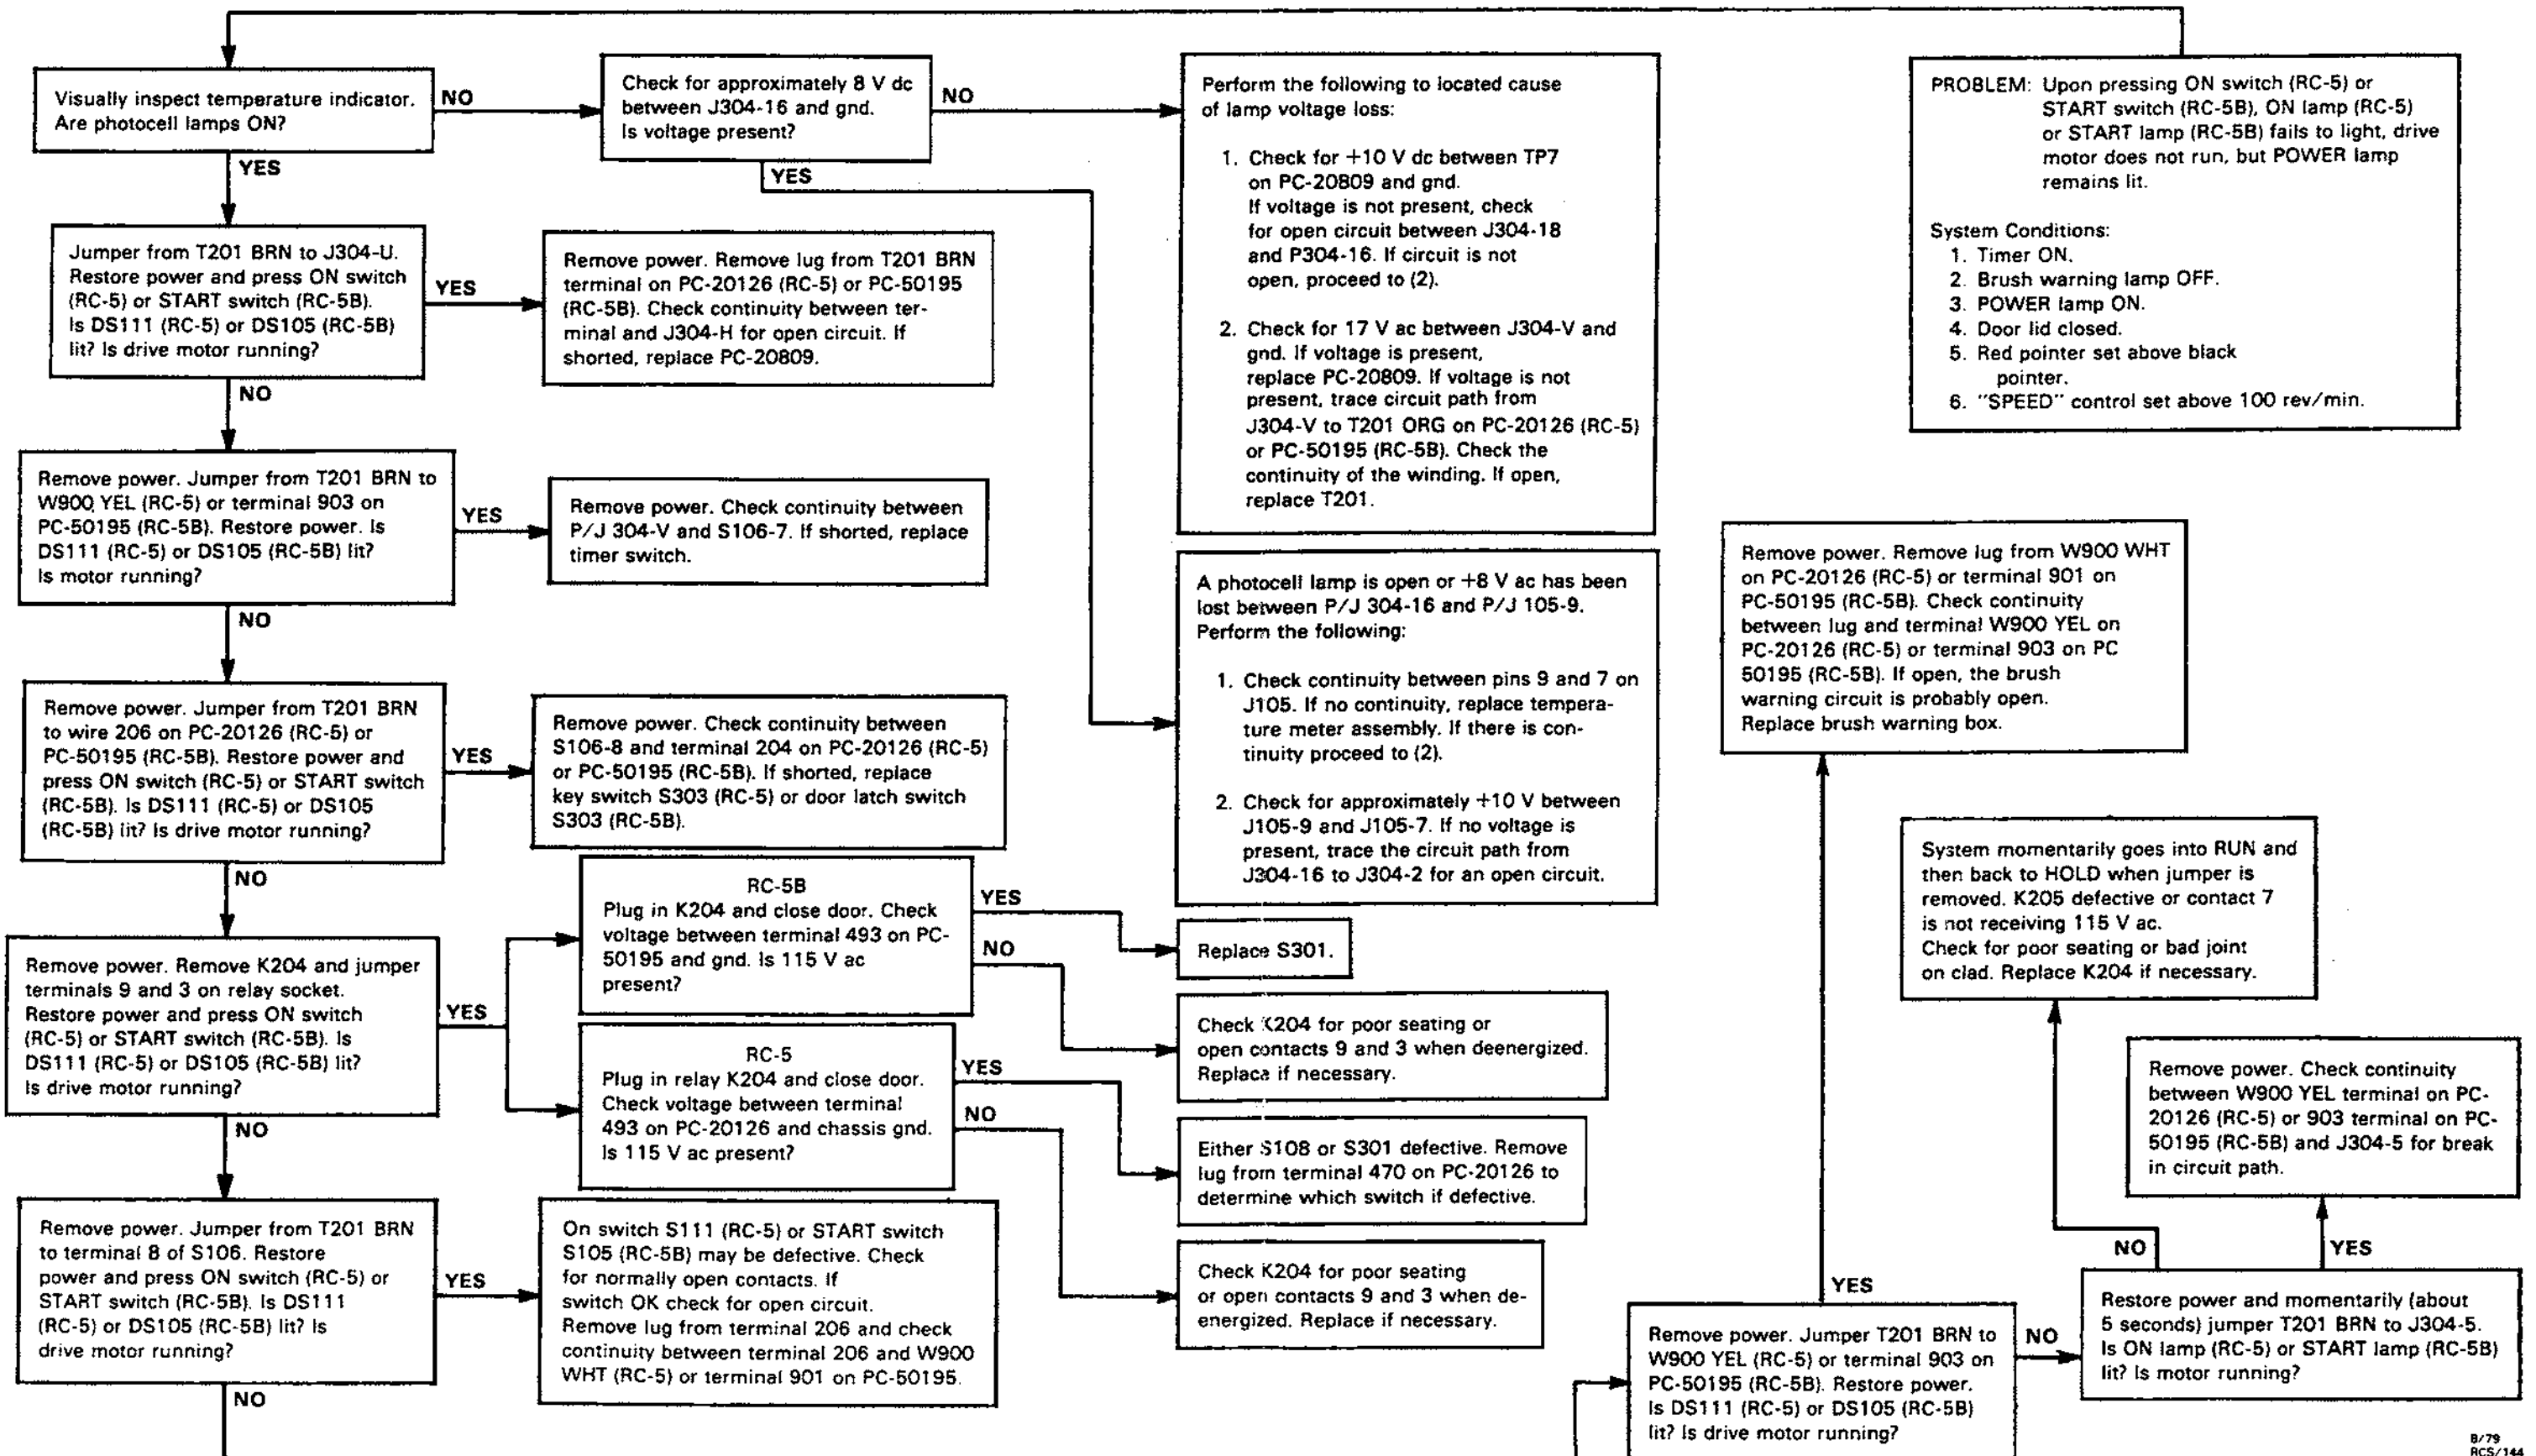 PROBLEM: Upon pressing ON switch (RC-5) or
START switch (RC-5B), ON lamp (RC-5)
or START lamp (RC-5B) fails to light, drive
motor does not run, but POWER lamp
remains lit.
System Conditions:
1. Timer ON.
2. Brush warning lamp OFF.
3. POWER lamp ON.
4. Door lid closed.
5. Red pointer set above black
pointer.
6. "SPEED" control set above 100 rev/min.
Visually inspect temperature indicator.
Are photocell lamps ON?
NO
YES
Check for approximately 8 V dc
between J304-16 and gnd.
Is voltage present?
NO
YES
Perform the following to located cause
of lamp voltage loss:
1. Check for +10 V dc between TP7
on PC-20809 and gnd.
If voltage is not present, check
for open circuit between J304-18
and P304-16. If circuit is not
open, proceed to (2).
2. Check for 17 V ac between J304-V and
gnd. If voltage is present,
replace PC-20809. If voltage is not
present, trace circuit path from
J304-V to T201 ORG on PC-20126 (RC-5)
or PC-50195 (RC-5B). Check the
continuity of the winding. If open,
replace T201.
A photocell lamp is open or +8 V ac has been
lost between P/J 304-16 and P/J 105-9.
Perform the following:
1. Check continuity between pins 9 and 7 on
J105. If no continuity, replace tempera-
ture meter assembly. If there is con-
tinuity proceed to (2).
2. Check for approximately +10 V between
J105-9 and J105-7. If no voltage is
present, trace the circuit path from
J304-16 to J304-2 for an open circuit.
Jumper from T201 BRN to J304-U.
Restore power and press ON switch
(RC-5) or START switch (RC-5B).
Is DS111 (RC-5) or DS105 (RC-5B)
lit? Is drive motor running?
YES
NO
Remove power. Remove lug from T201 BRN
terminal on PC-20126 (RC-5) or PC-50195
(RC-5B). Check continuity between ter-
minal and J304-H for open circuit. If
shorted, replace PC-20809.
Remove power. Jumper from T201 BRN to
W900 YEL (RC-5) or terminal 903 on
PC-50195 (RC-5B). Restore power. Is
DS111 (RC-5) or DS105 (RC-5B) lit?
Is motor running?
YES
NO
Remove power. Check continuity between
P/J 304-V and S106-7. If shorted, replace
timer switch.
Remove power. Jumper from T201 BRN
to wire 206 on PC-20126 (RC-5) or
PC-50195 (RC-5B). Restore power and
press ON switch (RC-5) or START switch
(RC-5B). Is DS111 (RC-5) or DS105
(RC-5B) lit? Is drive motor running?
YES
NO
Remove power. Check continuity between
S106-8 and terminal 204 on PC-20126 (RC-5)
or PC-50195 (RC-5B). If shorted, replace
key switch S303 (RC-5) or door latch switch
S303 (RC-5B).
Remove power. Remove K204 and jumper
terminals 9 and 3 on relay socket.
Restore power and press ON switch
(RC-5) or START switch (RC-5B). Is
DS111 (RC-5) or DS105 (RC-5B) lit?
Is drive motor running?
YES
NO
RC-5B
Plug in K204 and close door. Check
voltage between terminal 493 on PC-
50195 and gnd. Is 115 V ac
present?
YES
NO
Replace S301.
Check K204 for poor seating or
open contacts 9 and 3 when deenergized.
Replace if necessary.
RC-5
Plug in relay K204 and close door.
Check voltage between terminal
493 on PC-20126 and chassis gnd.
Is 115 V ac present?
YES
NO
Either S108 or S301 defective. Remove
lug from terminal 470 on PC-20126 to
determine which switch if defective.
Check K204 for poor seating
or open contacts 9 and 3 when de-
energized. Replace if necessary.
Remove power. Jumper from T201 BRN
to terminal 8 of S106. Restore
power and press ON switch (RC-5) or
START switch (RC-5B). Is DS111
(RC-5) or DS105 (RC-5B) lit? Is
drive motor running?
YES
NO
On switch S111 (RC-5) or START switch
S105 (RC-5B) may be defective. Check
for normally open contacts. If
switch OK check for open circuit.
Remove lug from terminal 206 and check
continuity between terminal 206 and W900
WHT (RC-5) or terminal 901 on PC-50195.
Remove power. Jumper T201 BRN to
W900 YEL (RC-5) or terminal 903 on
PC-50195 (RC-5B). Restore power.
Is DS111 (RC-5) or DS105 (RC-5B)
lit? Is drive motor running?
YES
NO
Remove power. Remove lug from W900 WHT
on PC-20126 (RC-5) or terminal 901 on
PC-50195 (RC-5B). Check continuity
between lug and terminal W900 YEL on
PC-20126 (RC-5) or terminal 903 on PC
50195 (RC-5B). If open, the brush
warning circuit is probably open.
Replace brush warning box.
Restore power and momentarily (about
5 seconds) jumper T201 BRN to J304-5.
Is ON lamp (RC-5) or START lamp (RC-5B)
lit? Is motor running?
NO
YES
System momentarily goes into RUN and
then back to HOLD when jumper is
removed. K205 defective or contact 7
is not receiving 115 V ac.
Check for poor seating or bad joint
on clad. Replace K204 if necessary.
Remove power. Check continuity
between W900 YEL terminal on PC-
20126 (RC-5) or 903 terminal on PC-
50195 (RC-5B) and J304-5 for break
in circuit path.
8/79
RCS/144